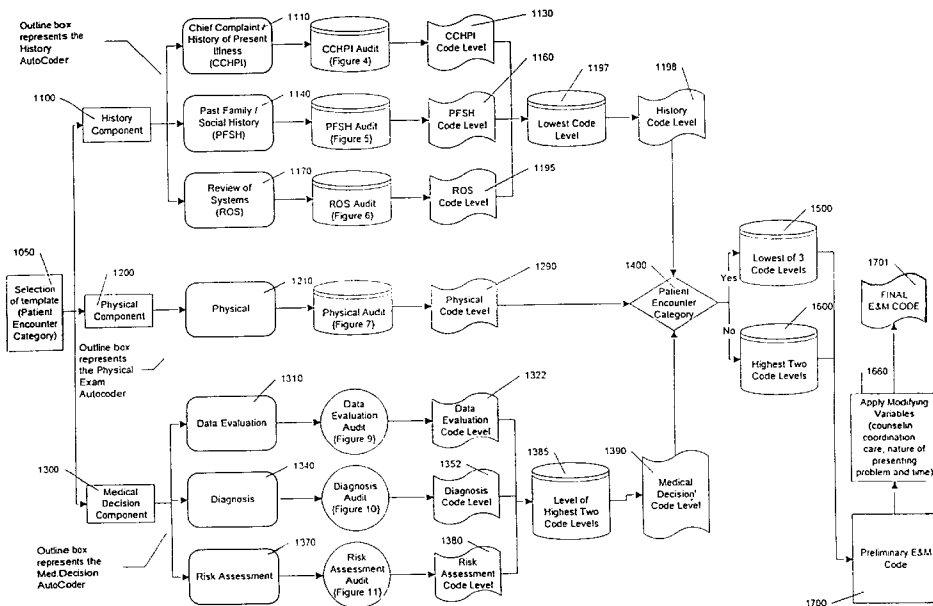 Outline box
represents
the History
AutoCoder
1110
Chief Complaint /
History of Present
Illness
(CCHPI)
CCHPI Audit
(Figure 4)
1130
CCHPI
Code Level
1100
History
Component
1140
Past Family /
Social History
(PFSH)
PFSH Audit
(Figure 5)
1160
PFSH
Code Level
1197
Lowest Code
Level
1198
History
Code Level
1170
Review of
Systems
(ROS)
ROS Audit
(Figure 6)
1195
ROS
Code Level
1050
Selection
of template
(Patient
Encounter
Category)
1200
Physical
Component
1210
Physical
Physical Audit
(Figure 7)
1290
Physical
Code Level
1400
Patient
Encounter
Category
Yes
No
1500
Lowest of 3
Code Levels
1600
Highest Two
Code Levels
1701
FINAL
E&M CODE
Outline box
represents
the Physical
Exam
Autocoder
1660
Apply Modifying
Variables
(counselin
coordination
care, nature of
presenting
problem and
time)
1310
Data Evaluation
Data
Evaluation
Audit
(Figure 9)
1322
Data
Evaluation
Code Level
1300
Medical
Decision
Component
1340
Diagnosis
Diagnosis
Audit
(Figure 10)
1352
Diagnosis
Code Level
1385
Level of
Highest Two
Code Levels
1390
Medical
Decision'
Code Level
Outline box
represents the
Med.Decision
AutoCoder
1370
Risk Assessment
Risk
Assessment
Audit
(Figure 11)
1380
Risk
Assessment
Code Level
Preliminary E&M
Code
1700